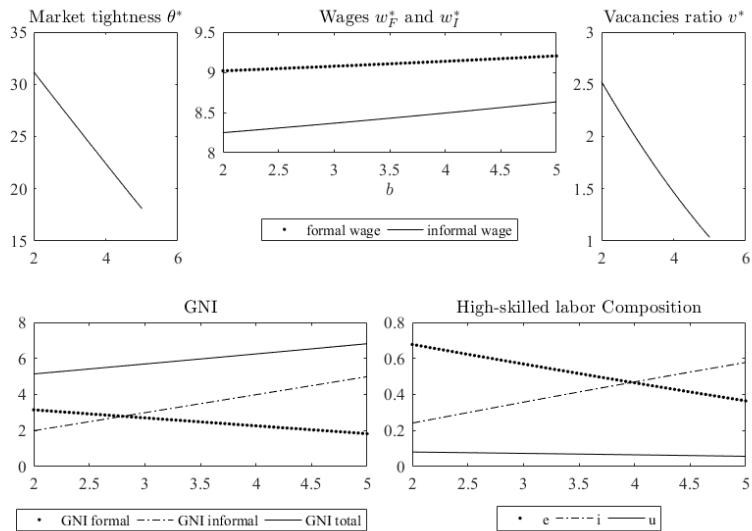 Market tightness θ*
35
30
25
20
15
2 4 6
Wages w*_F and w*_I
9.5
9
8.5
8
2 2.5 3 3.5 4 4.5 5
b
formal wage informal wage
Vacancies ratio v*
3
2.5
2
1.5
1
2 4 6
GNI
8
6
4
2
0
2 2.5 3 3.5 4 4.5 5
GNI formal GNI informal GNI total
High-skilled labor Composition
0.8
0.6
0.4
0.2
0
2 2.5 3 3.5 4 4.5 5
e i u